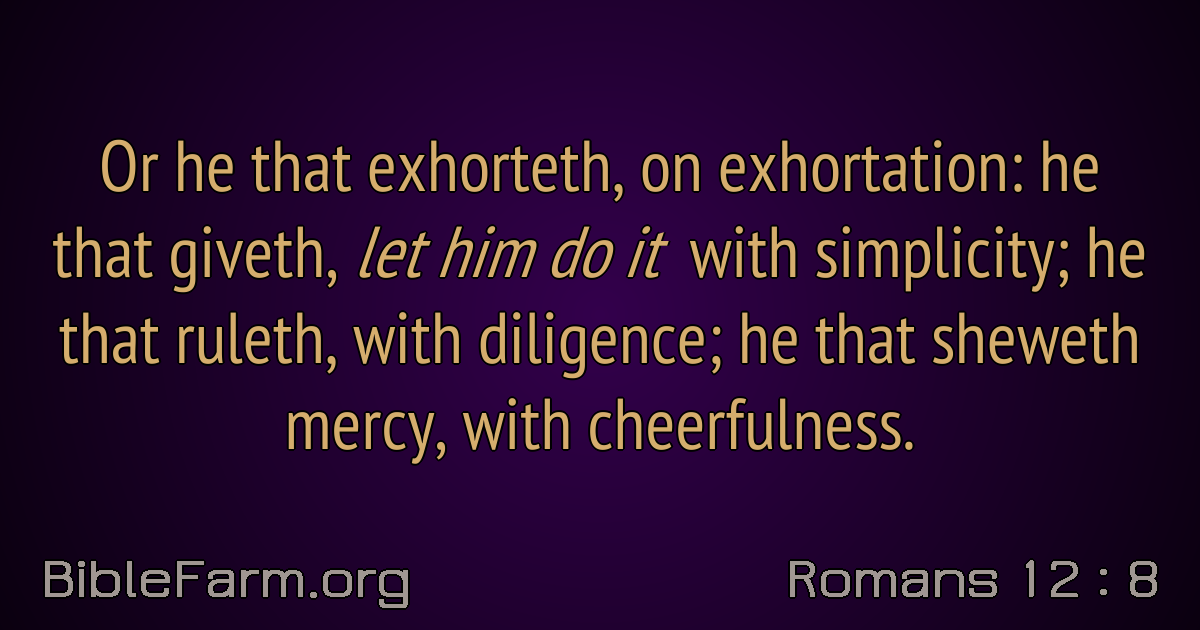 Or he that exhorteth, on exhortation: he
that giveth, let him do it with simplicity; he
that ruleth, with diligence; he that sheweth
mercy, with cheerfulness.
BibleFarm.org
Romans 12 : 8